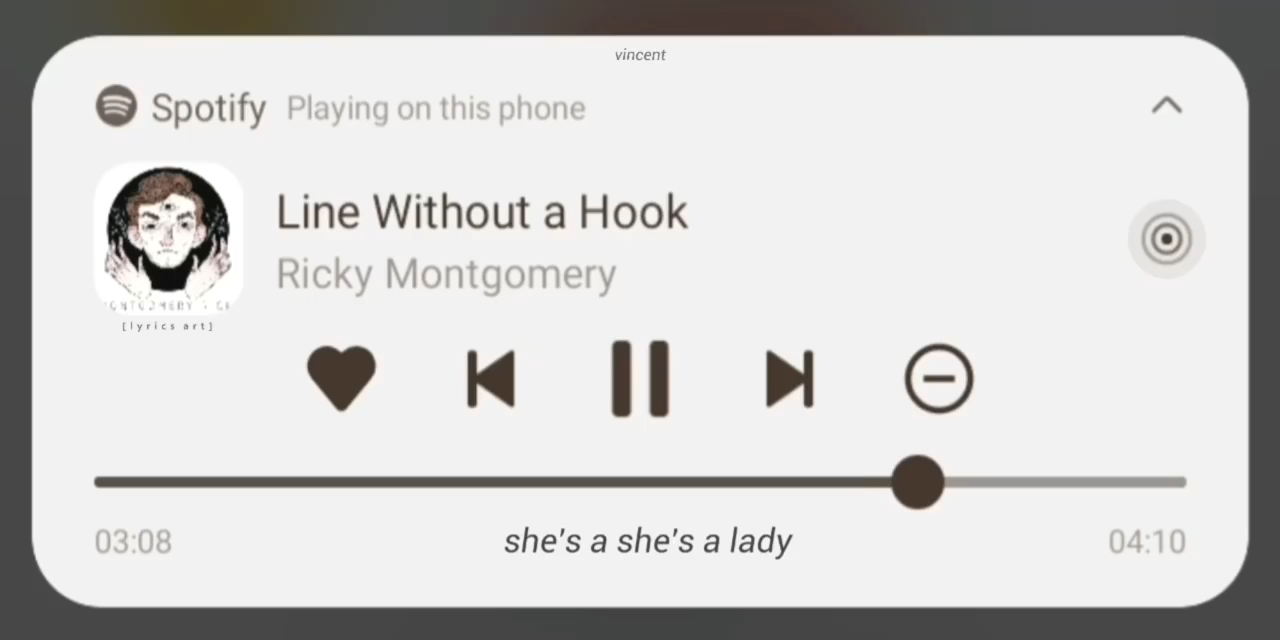 vincent
Spotify Playing on this phone
Line Without a Hook
Ricky Montgomery
[lyrics art]
03:08 she's a she's a lady 04:10